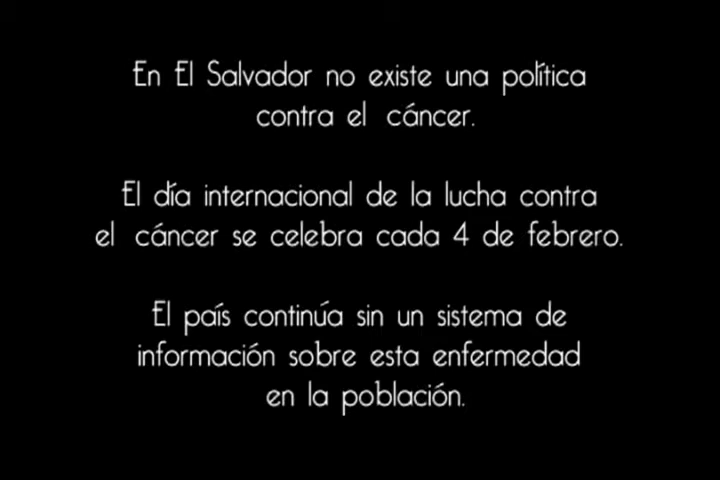 En El Salvador no existe una política
contra el cáncer.
El día internacional de la lucha contra
el cáncer se celebra cada 4 de febrero.
El país continúa sin un sistema de
información sobre esta enfermedad
en la población.